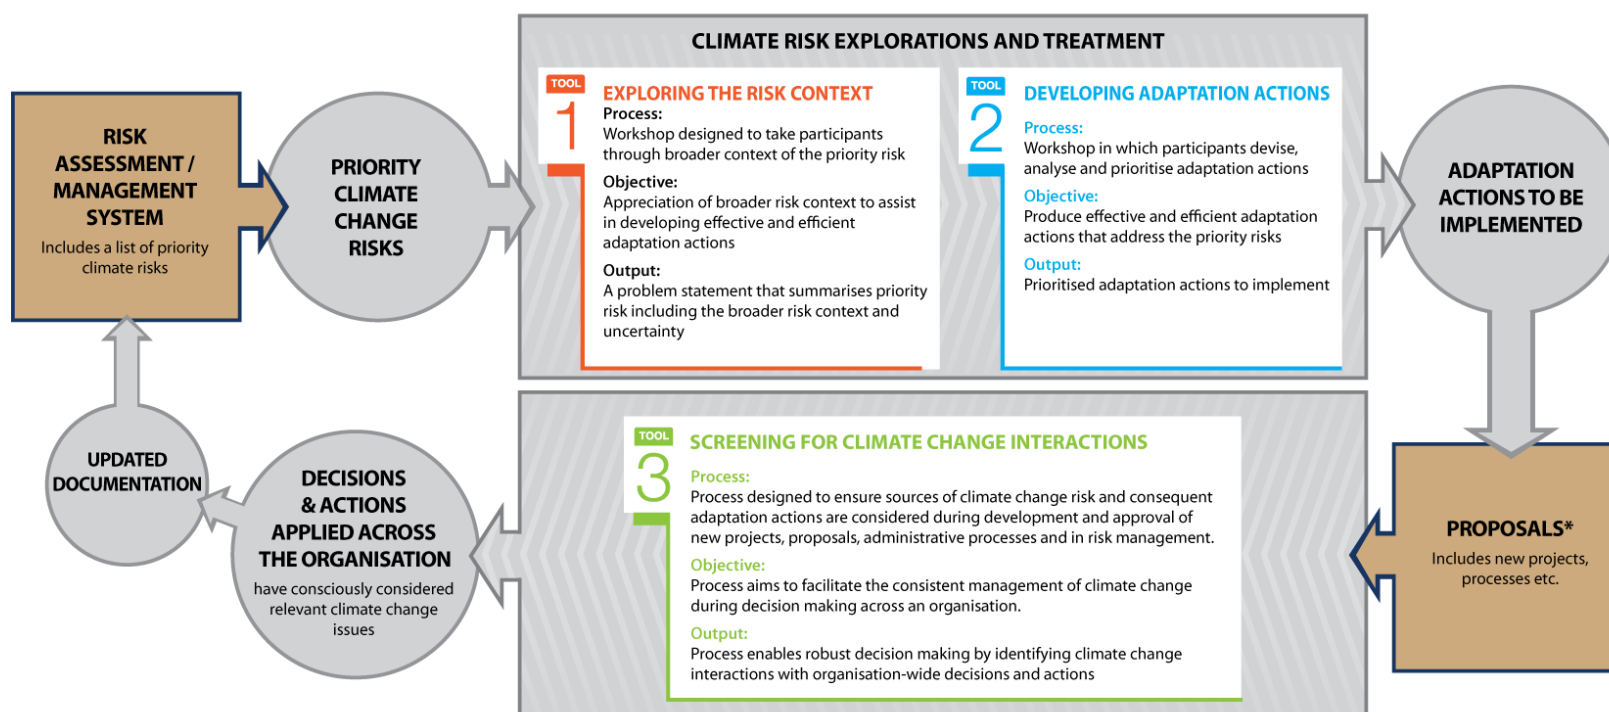 RISK
ASSESSMENT /
MANAGEMENT
SYSTEM
Includes a list of priority
climate risks
PRIORITY
CLIMATE
CHANGE
RISKS
CLIMATE RISK EXPLORATIONS AND TREATMENT
TOOL
1
EXPLORING THE RISK CONTEXT
Process:
Workshop designed to take participants
through broader context of the priority risk
Objective:
Appreciation of broader risk context to assist
in developing effective and efficient
adaptation actions
Output:
A problem statement that summarises priority
risk including the broader risk context and
uncertainty
TOOL
2
DEVELOPING ADAPTATION ACTIONS
Process:
Workshop in which participants devise,
analyse and prioritise adaptation actions
Objective:
Produce effective and efficient adaptation
actions that address the priority risks
Output:
Prioritised adaptation actions to implement
ADAPTATION
ACTIONS TO BE
IMPLEMENTED
PROPOSALS*
Includes new projects,
processes etc.
TOOL
3
SCREENING FOR CLIMATE CHANGE INTERACTIONS
Process:
Process designed to ensure sources of climate change risk and consequent
adaptation actions are considered during development and approval of
new projects, proposals, administrative processes and in risk management.
Objective:
Process aims to facilitate the consistent management of climate change
during decision making across an organisation.
Output:
Process enables robust decision making by identifying climate change
interactions with organisation-wide decisions and actions
DECISIONS
& ACTIONS
APPLIED ACROSS
THE ORGANISATION
have consciously considered
relevant climate change
issues
UPDATED
DOCUMENTATION